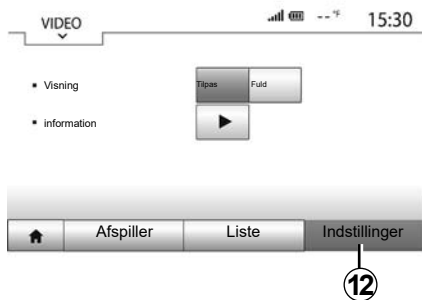 VIDEO -- °F 15:30
▪ Visning Tilpas Fuld
▪ information
Afspiller Liste Indstillinger
12